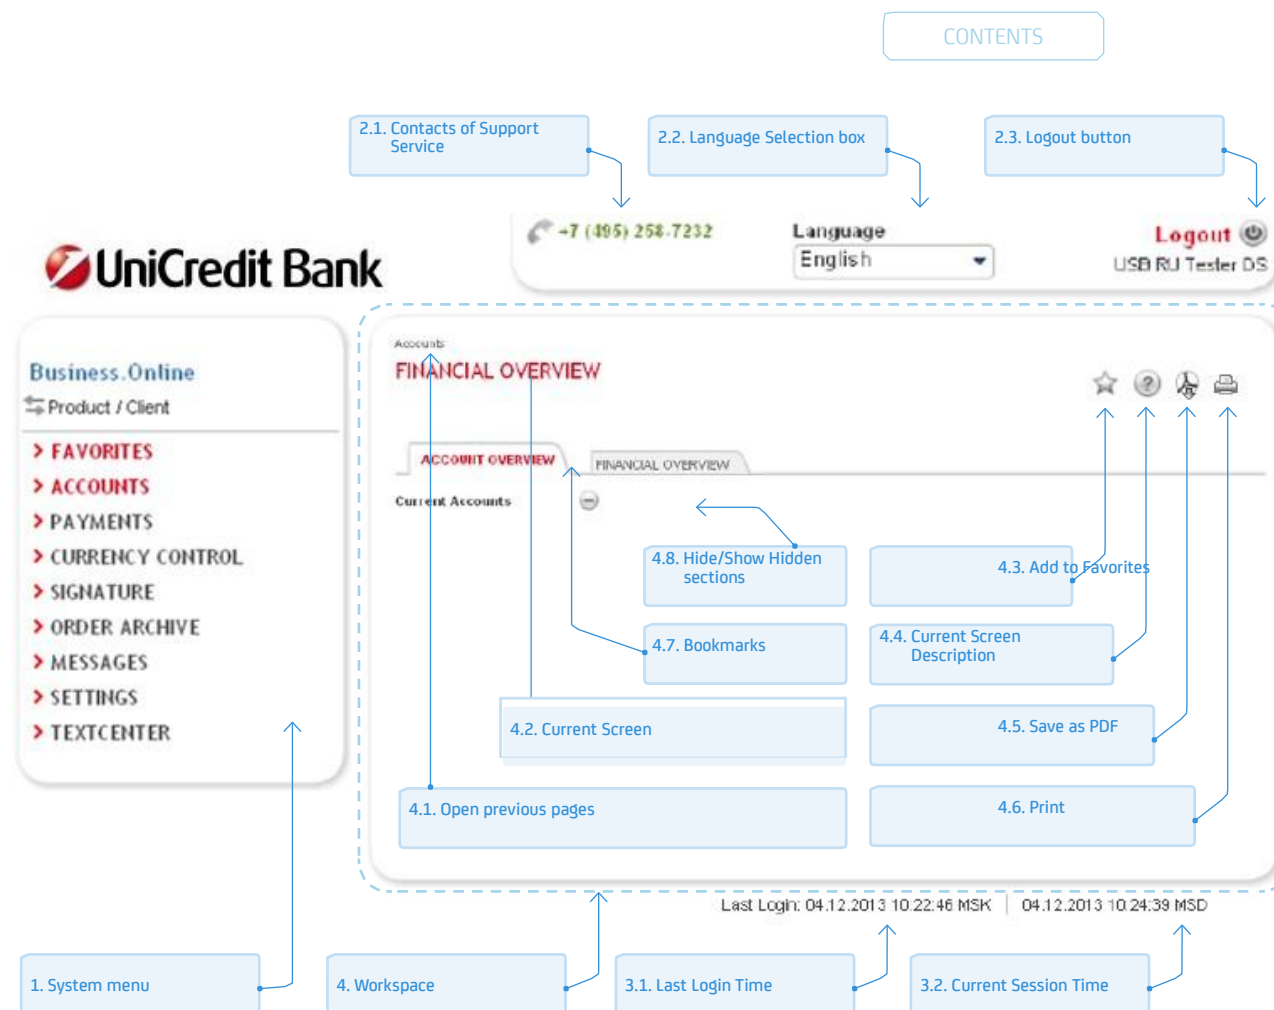 CONTENTS
2.1. Contacts of Support
Service
2.2. Language Selection box
2.3. Logout button
+7 (495) 258-7232
Language
English
Logout
USB RU Tester DS
UniCredit Bank
Business.Online
Product / Client
FAVORITES
ACCOUNTS
PAYMENTS
CURRENCY CONTROL
SIGNATURE
ORDER ARCHIVE
MESSAGES
SETTINGS
TEXTCENTER
Accounts
FINANCIAL OVERVIEW
ACCOUNT OVERVIEW
FINANCIAL OVERVIEW
Current Accounts
4.8. Hide/Show Hidden
sections
4.3. Add to Favorites
4.7. Bookmarks
4.4. Current Screen
Description
4.2. Current Screen
4.5. Save as PDF
4.1. Open previous pages
4.6. Print
Last Login: 04.12.2013 10:22:46 MSK
04.12.2013 10:24:39 MSD
1. System menu
4. Workspace
3.1. Last Login Time
3.2. Current Session Time